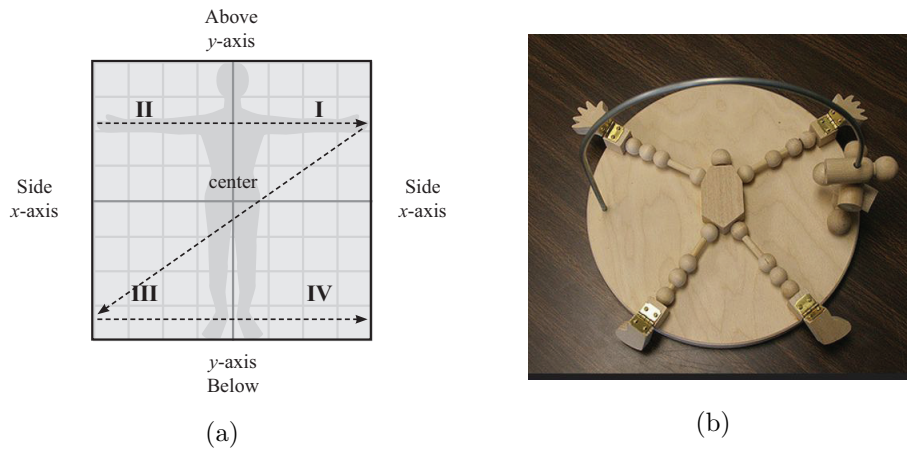 Above
y-axis
II
I
Side
x-axis
center
Side
x-axis
III
IV
y-axis
Below
(a)
(b)